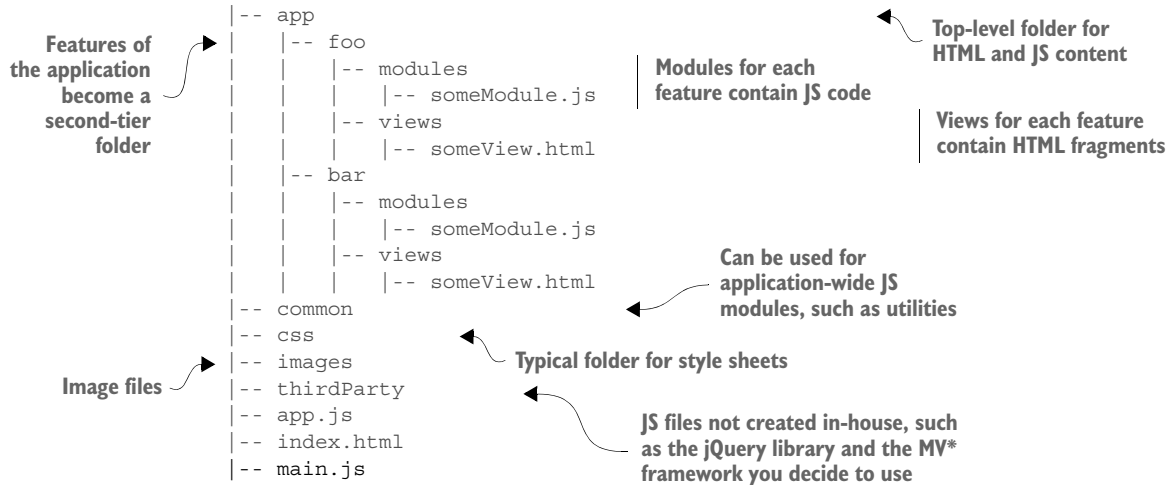 |-- app
|   |-- foo
|   |   |-- modules
|   |   |   |-- someModule.js
|   |   |-- views
|   |   |   |-- someView.html
|   |-- bar
|   |   |-- modules
|   |   |   |-- someModule.js
|   |   |-- views
|   |   |   |-- someView.html
|-- common
|-- css
|-- images
|-- thirdParty
|-- app.js
|-- index.html
|-- main.js
Features of
the application
become a
second-tier
folder
Top-level folder for
HTML and JS content
Modules for each
feature contain JS code
Views for each feature
contain HTML fragments
Can be used for
application-wide JS
modules, such as utilities
Typical folder for style sheets
Image files
JS files not created in-house, such
as the jQuery library and the MV*
framework you decide to use